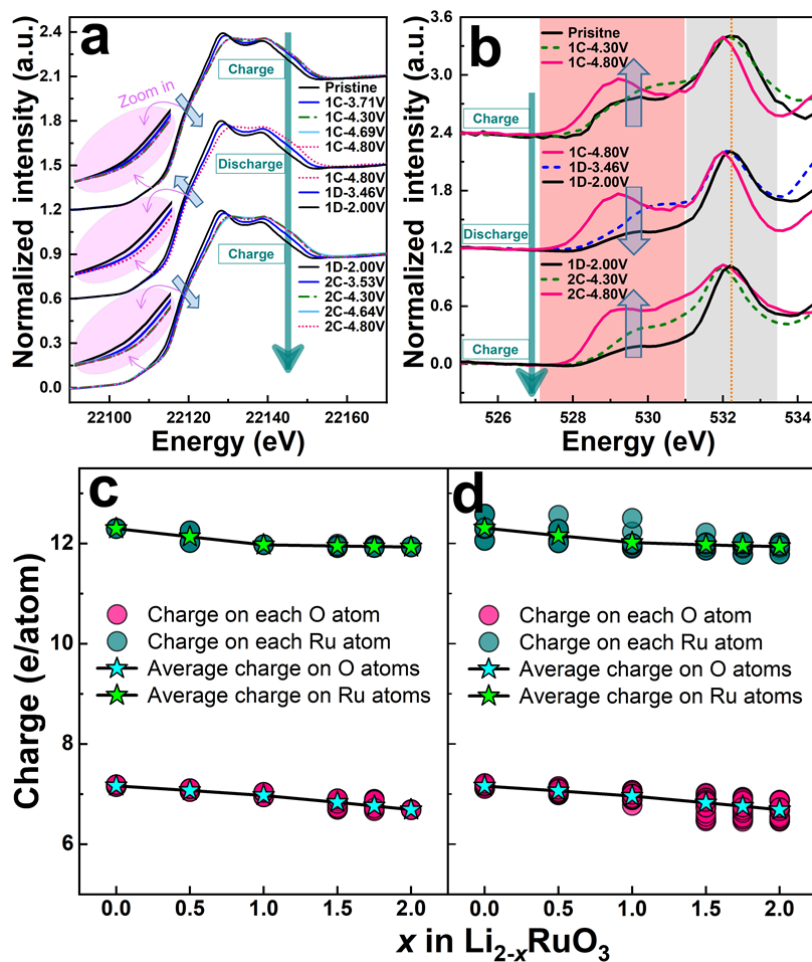 a
Normalized intensity (a.u.)
2.4
2.1
1.8
1.5
1.2
0.9
0.6
0.3
0.0
Zoom in
Charge
Pristine
1C-3.71V
1C-4.30V
1C-4.69V
1C-4.80V
Discharge
1C-4.80V
1D-3.46V
1D-2.00V
Charge
1D-2.00V
2C-3.53V
2C-4.30V
2C-4.64V
2C-4.80V
22100 22120 22140 22160
Energy (eV)
b
Normalized intensity (a.u.)
3.6
3.0
2.4
1.8
1.2
0.6
0.0
Prisitne
1C-4.30V
1C-4.80V
Charge
1C-4.80V
1D-3.46V
1D-2.00V
Discharge
1D-2.00V
2C-4.30V
2C-4.80V
Charge
526 528 530 532 534
Energy (eV)
c
Charge (e/atom)
12
8
6
Charge on each O atom
Charge on each Ru atom
Average charge on O atoms
Average charge on Ru atoms
0.0 0.5 1.0 1.5 2.0
d
Charge on each O atom
Charge on each Ru atom
Average charge on O atoms
Average charge on Ru atoms
0.0 0.5 1.0 1.5 2.0
x in Li2-xRuO3